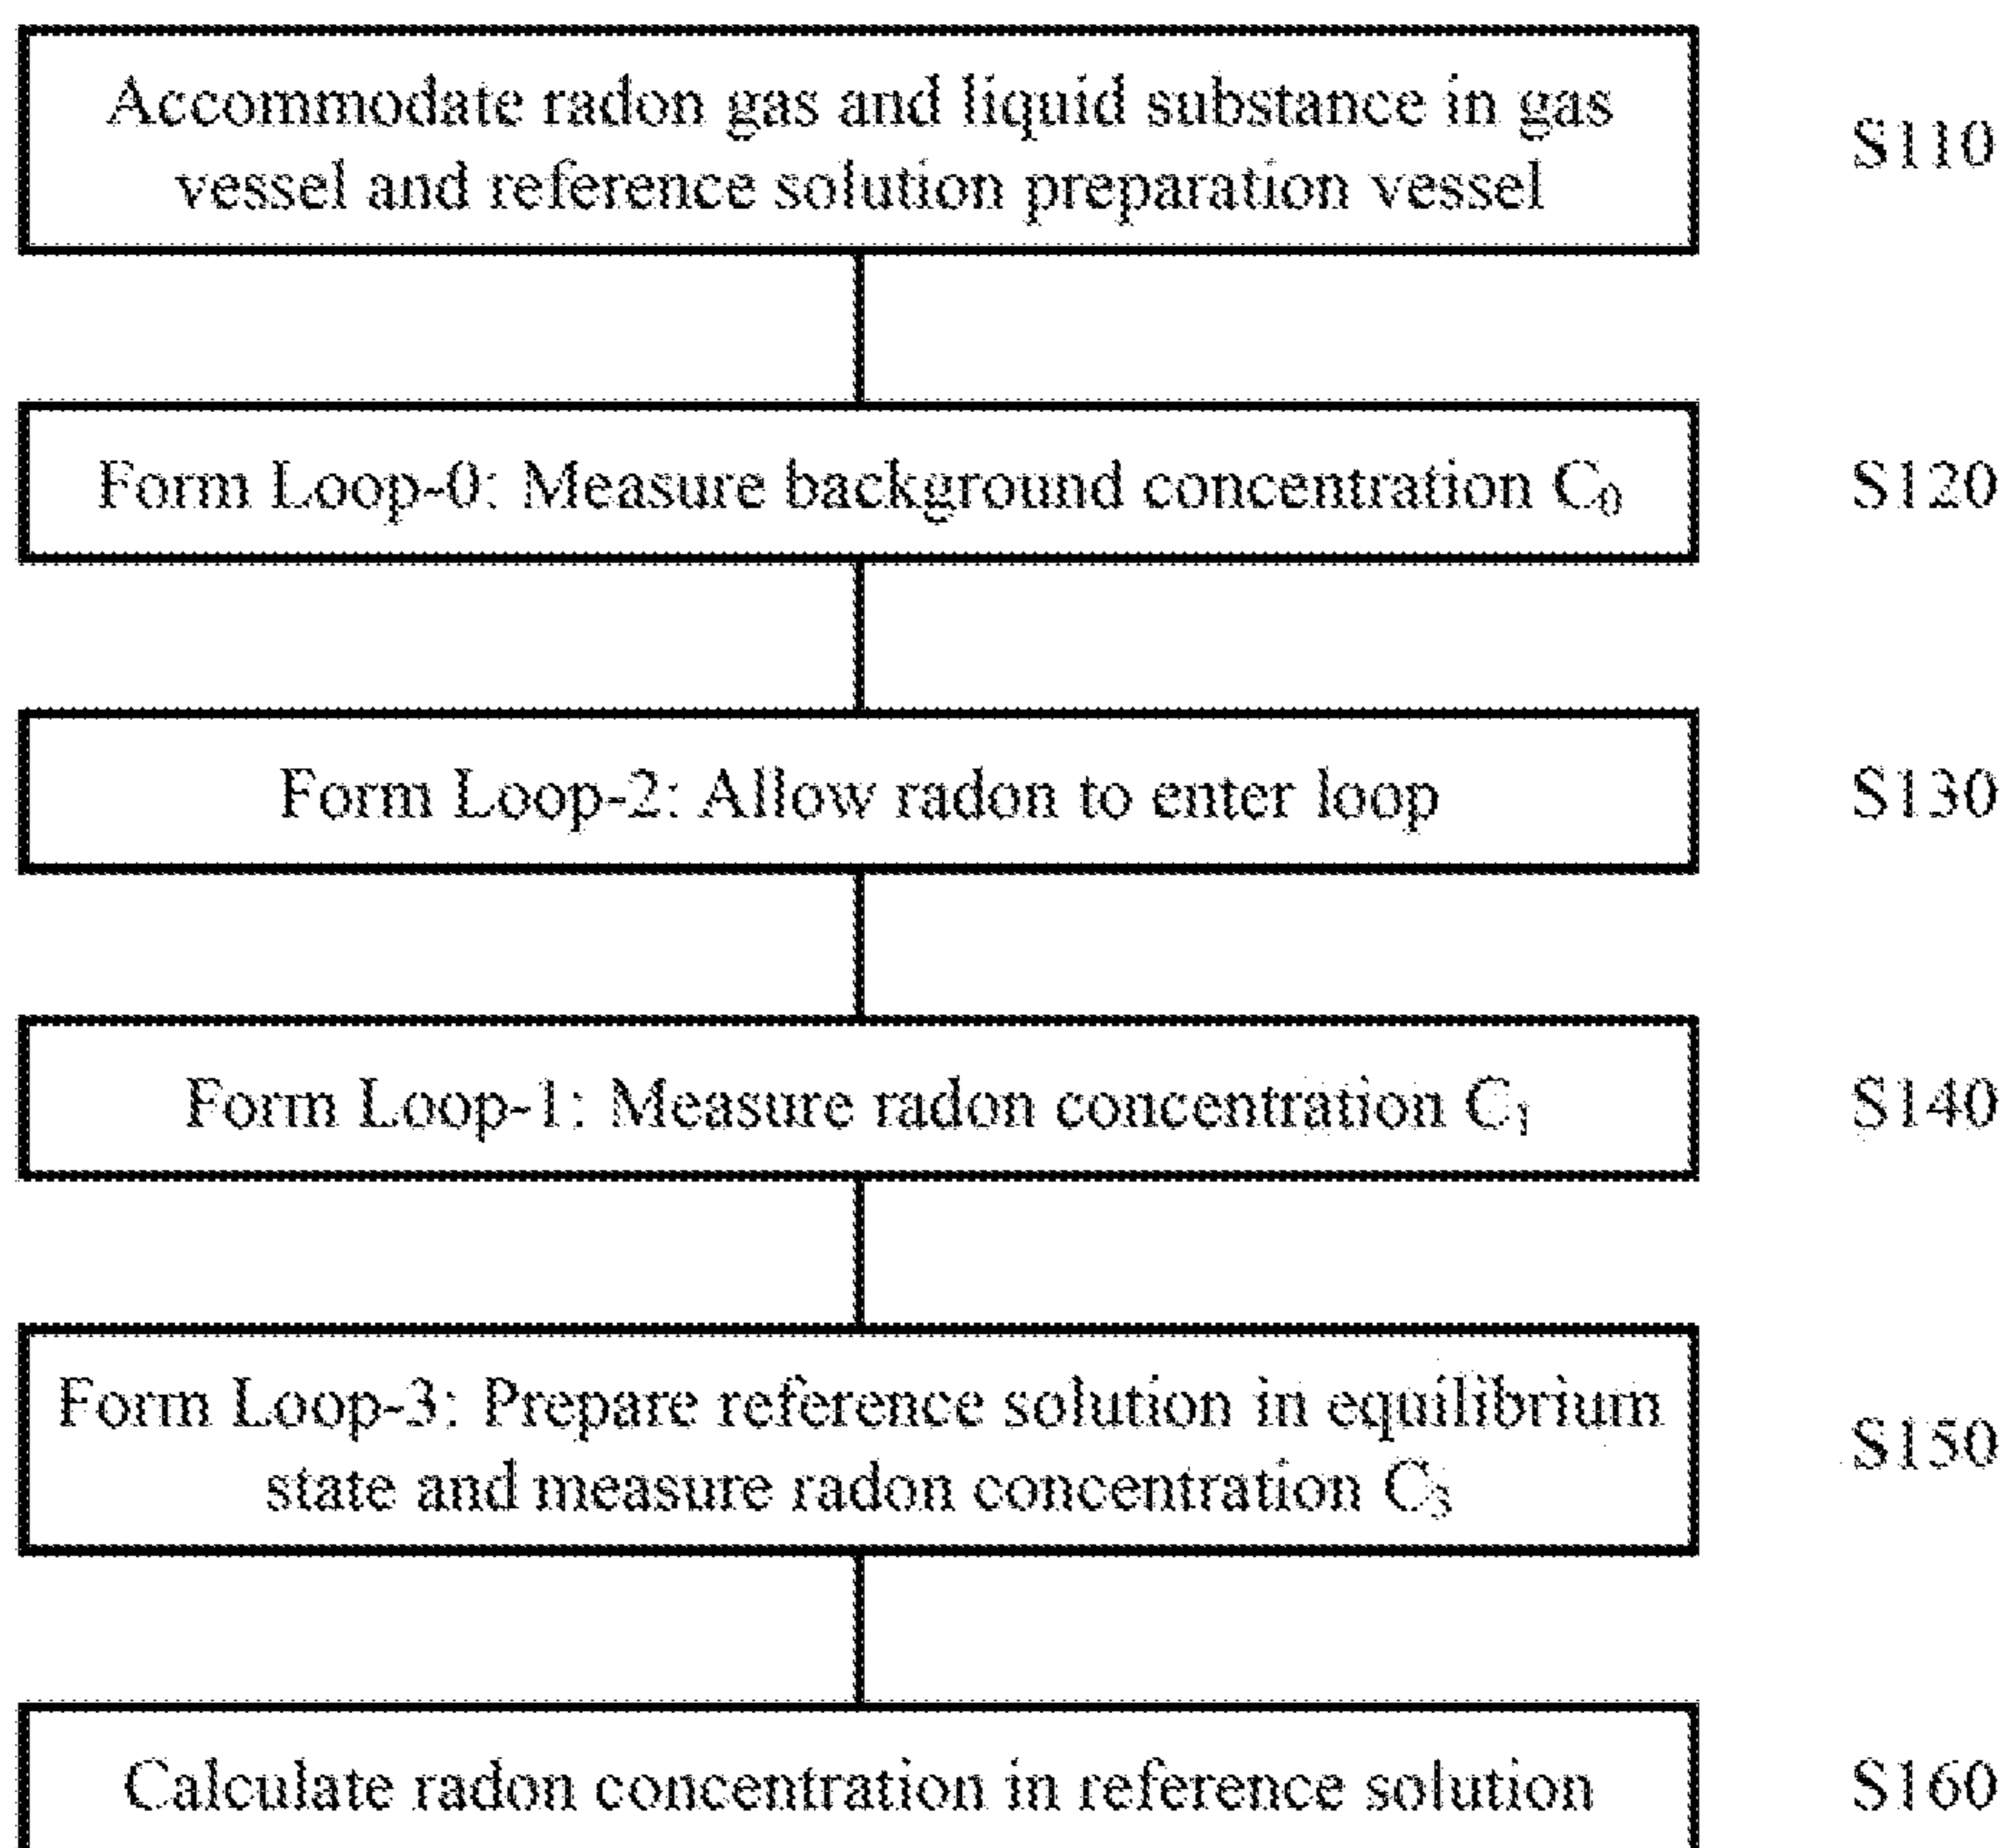 Accommodate radon gas and liquid substance in gas
vessel and reference solution preparation vessel
S110
Form Loop-0: Measure background concentration C₀
S120
Form Loop-2: Allow radon to enter loop
S130
Form Loop-1: Measure radon concentration C₁
S140
Form Loop-3: Prepare reference solution in equilibrium
state and measure radon concentration C₃
S150
Calculate radon concentration in reference solution
S160